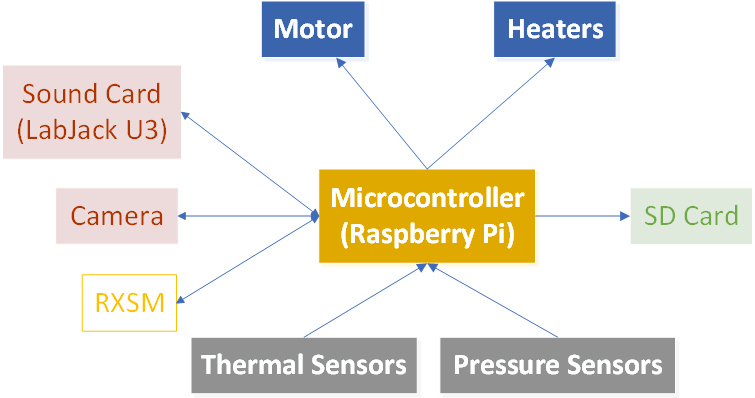 Motor
Heaters
Sound Card
(LabJack U3)
Microcontroller
(Raspberry Pi)
Camera
SD Card
RXSM
Thermal Sensors
Pressure Sensors